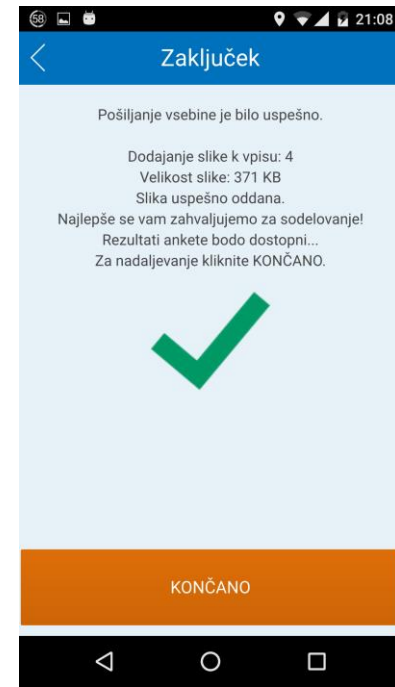 58 21:08
Zaključek
Pošiljanje vsebine je bilo uspešno.
Dodajanje slike k vpisu: 4
Velikost slike: 371 KB
Slika uspešno oddana.
Najlepše se vam zahvaljujemo za sodelovanje!
Rezultati ankete bodo dostopni...
Za nadaljevanje kliknite KONČANO.
KONČANO